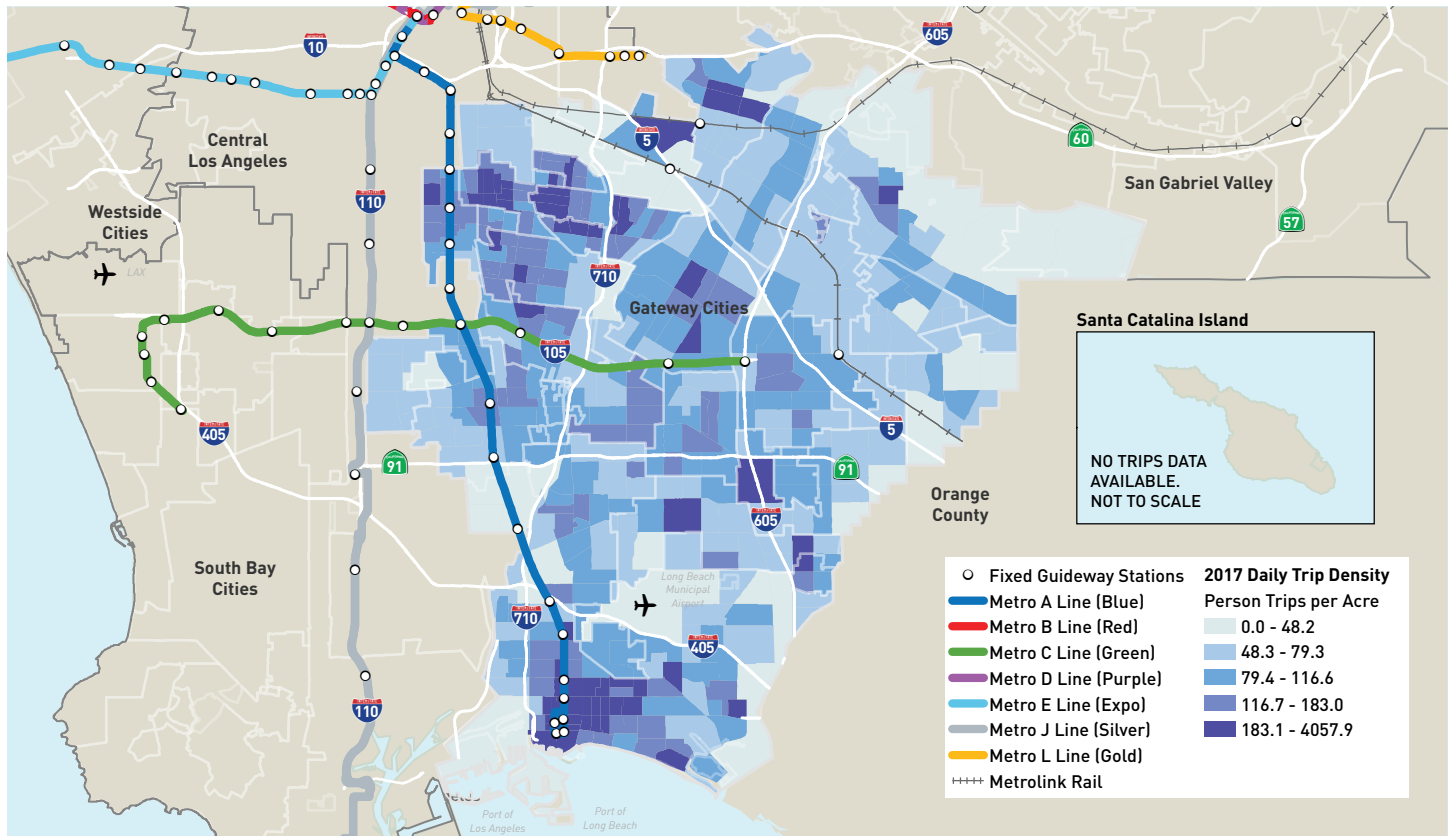 605
10
5
60
Central
Los Angeles
San Gabriel Valley
110
Westside
Cities
57
LAX
710
Gateway Cities
Santa Catalina Island
105
405
5
91
91
NO TRIPS DATA
AVAILABLE.
NOT TO SCALE
Orange
County
605
South Bay
Cities
Long Beach
Municipal
Airport
710
405
110
Port of
Los Angeles
Port of
Long Beach
Fixed Guideway Stations
Metro A Line (Blue)
Metro B Line (Red)
Metro C Line (Green)
Metro D Line (Purple)
Metro E Line (Expo)
Metro J Line (Silver)
Metro L Line (Gold)
Metrolink Rail
2017 Daily Trip Density
Person Trips per Acre
0.0 - 48.2
48.3 - 79.3
79.4 - 116.6
116.7 - 183.0
183.1 - 4057.9